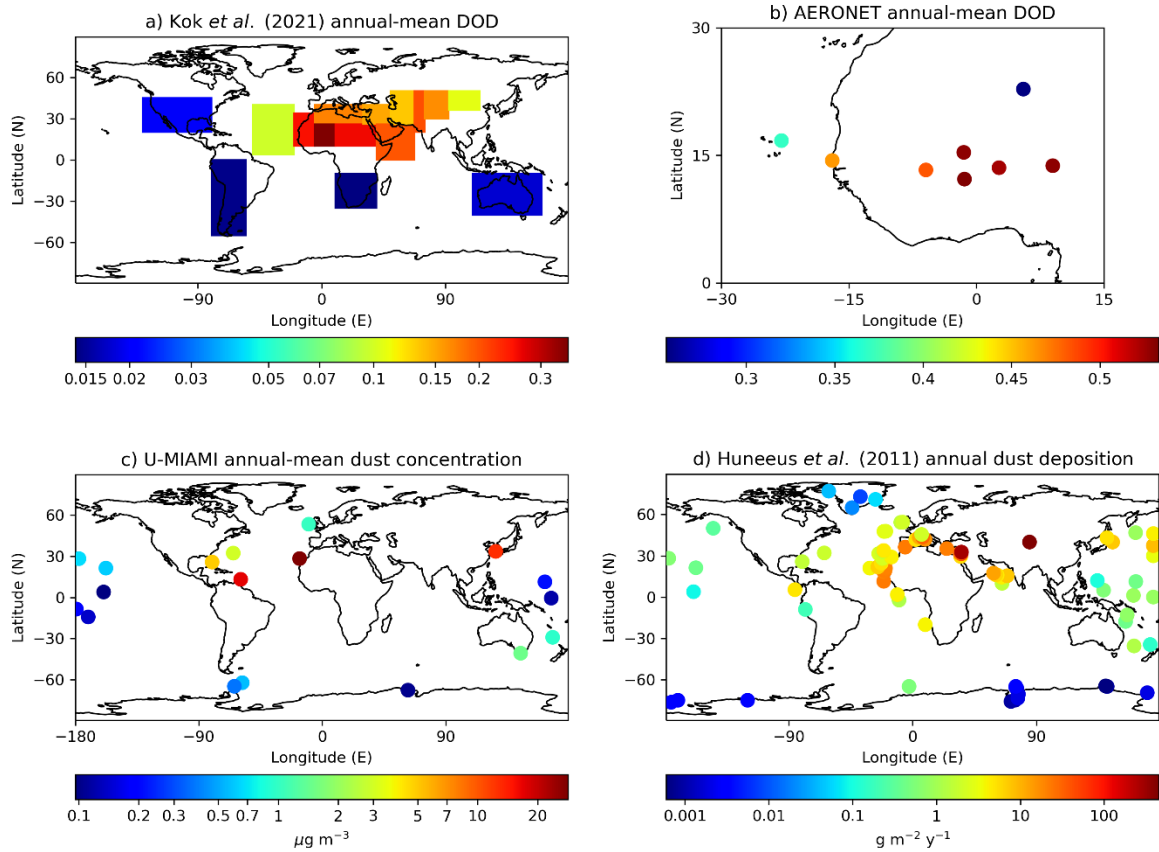 a) Kok et al. (2021) annual-mean DOD
60
30
0
−30
−60
Latitude (N)
−90 0 90
Longitude (E)
0.015 0.02 0.03 0.05 0.07 0.1 0.15 0.2 0.3
b) AERONET annual-mean DOD
30
15
0
Latitude (N)
−30 −15 0 15
Longitude (E)
0.3 0.35 0.4 0.45 0.5
c) U-MIAMI annual-mean dust concentration
60
30
0
−30
−60
Latitude (N)
−180 −90 0 90
Longitude (E)
0.1 0.2 0.3 0.5 0.7 1 2 3 5 7 10 20
μg m⁻³
d) Huneeus et al. (2011) annual dust deposition
60
30
0
−30
−60
Latitude (N)
−90 0 90
Longitude (E)
0.001 0.01 0.1 1 10 100
g m⁻² y⁻¹